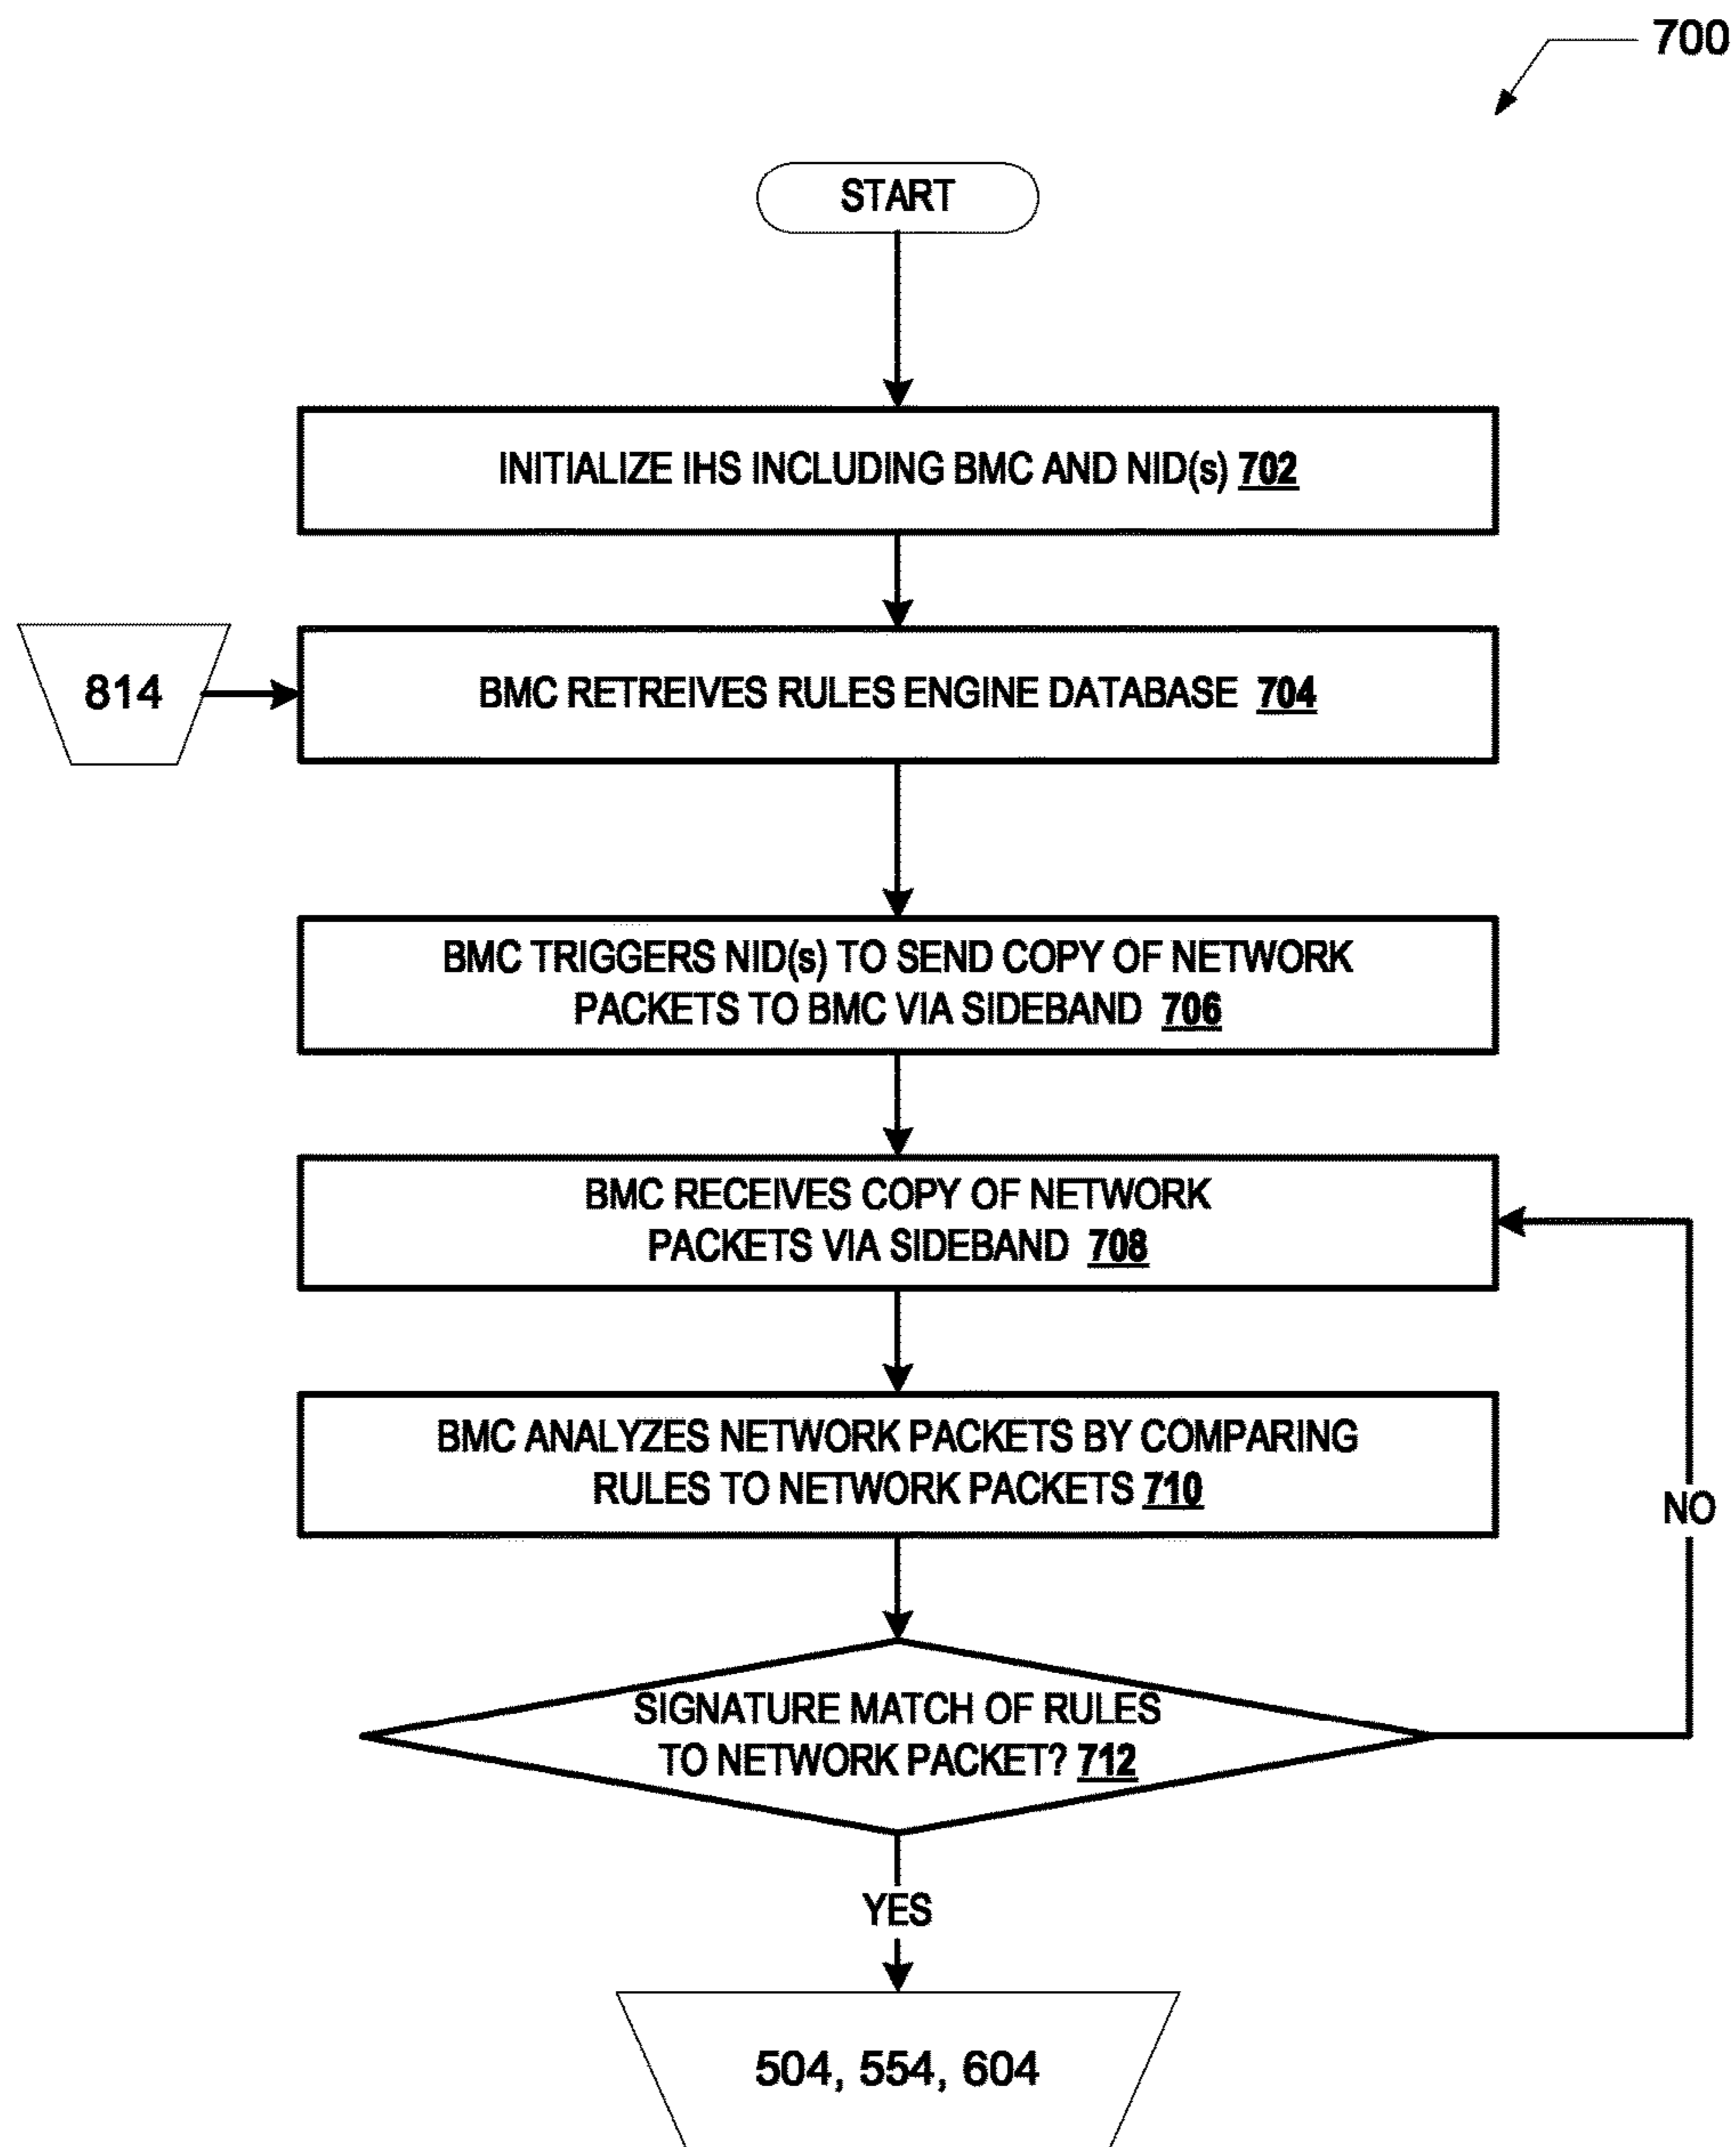 700
START
INITIALIZE IHS INCLUDING BMC AND NID(s) 702
814
BMC RETREIVES RULES ENGINE DATABASE 704
BMC TRIGGERS NID(s) TO SEND COPY OF NETWORK
PACKETS TO BMC VIA SIDEBAND 706
BMC RECEIVES COPY OF NETWORK
PACKETS VIA SIDEBAND 708
BMC ANALYZES NETWORK PACKETS BY COMPARING
RULES TO NETWORK PACKETS 710
NO
SIGNATURE MATCH OF RULES
TO NETWORK PACKET? 712
YES
504, 554, 604